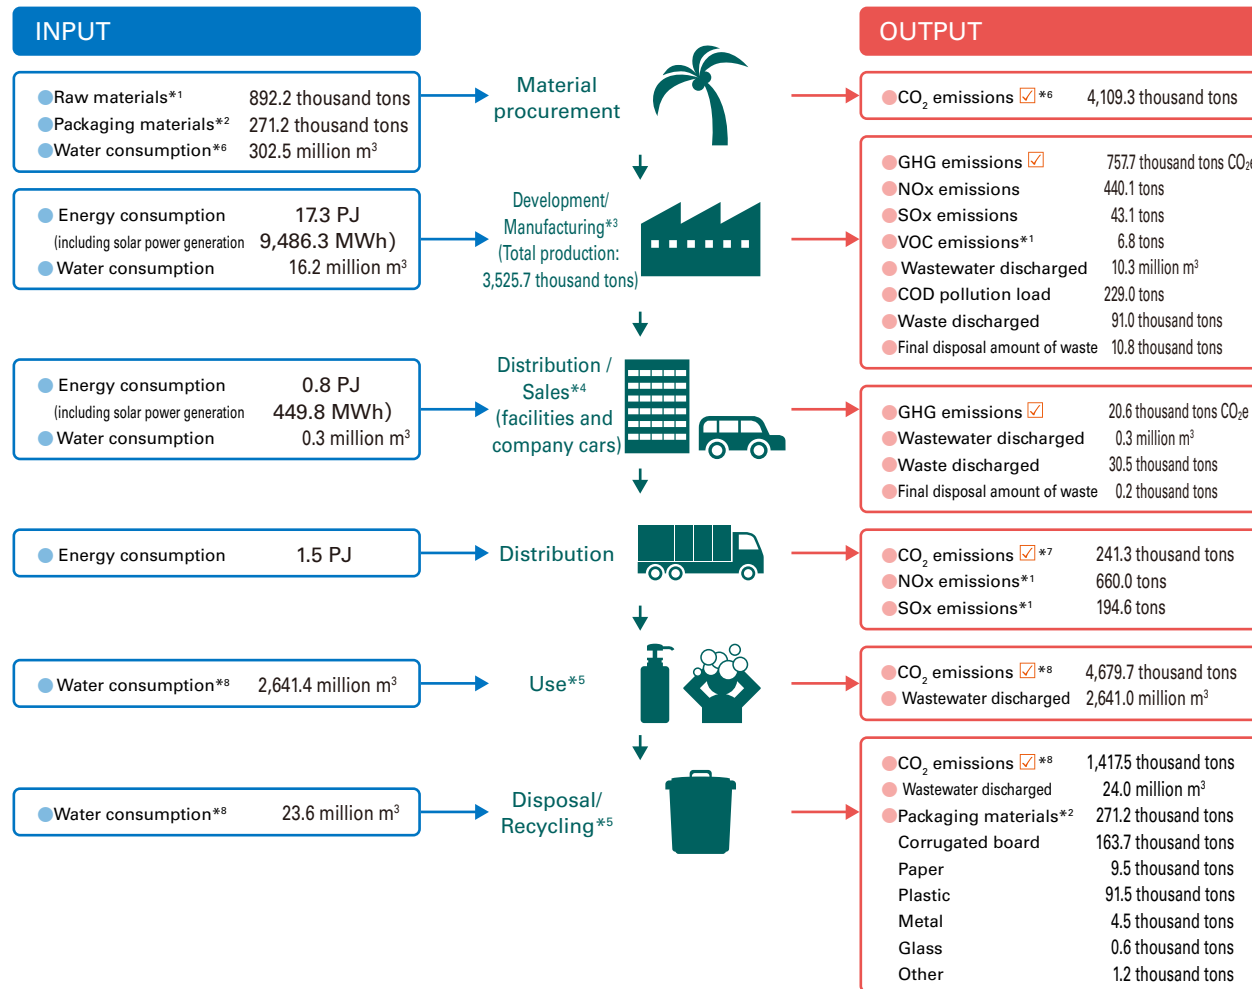 INPUT
OUTPUT
Raw materials*1 892.2 thousand tons
Packaging materials*2 271.2 thousand tons
Water consumption*6 302.5 million m³
Material
procurement
CO₂ emissions ☑*6 4,109.3 thousand tons
Energy consumption 17.3 PJ
(including solar power generation 9,486.3 MWh)
Water consumption 16.2 million m³
Development/
Manufacturing*3
(Total production:
3,525.7 thousand tons)
GHG emissions ☑ 757.7 thousand tons CO₂e
NOx emissions 440.1 tons
SOx emissions 43.1 tons
VOC emissions*1 6.8 tons
Wastewater discharged 10.3 million m³
COD pollution load 229.0 tons
Waste discharged 91.0 thousand tons
Final disposal amount of waste 10.8 thousand tons
Energy consumption 0.8 PJ
(including solar power generation 449.8 MWh)
Water consumption 0.3 million m³
Distribution /
Sales*4
(facilities and
company cars)
GHG emissions ☑ 20.6 thousand tons CO₂e
Wastewater discharged 0.3 million m³
Waste discharged 30.5 thousand tons
Final disposal amount of waste 0.2 thousand tons
Energy consumption 1.5 PJ
Distribution
CO₂ emissions ☑*7 241.3 thousand tons
NOx emissions*1 660.0 tons
SOx emissions*1 194.6 tons
Water consumption*8 2,641.4 million m³
Use*5
CO₂ emissions ☑*8 4,679.7 thousand tons
Wastewater discharged 2,641.0 million m³
Water consumption*8 23.6 million m³
Disposal/
Recycling*5
CO₂ emissions ☑*8 1,417.5 thousand tons
Wastewater discharged 24.0 million m³
Packaging materials*2 271.2 thousand tons
Corrugated board 163.7 thousand tons
Paper 9.5 thousand tons
Plastic 91.5 thousand tons
Metal 4.5 thousand tons
Glass 0.6 thousand tons
Other 1.2 thousand tons